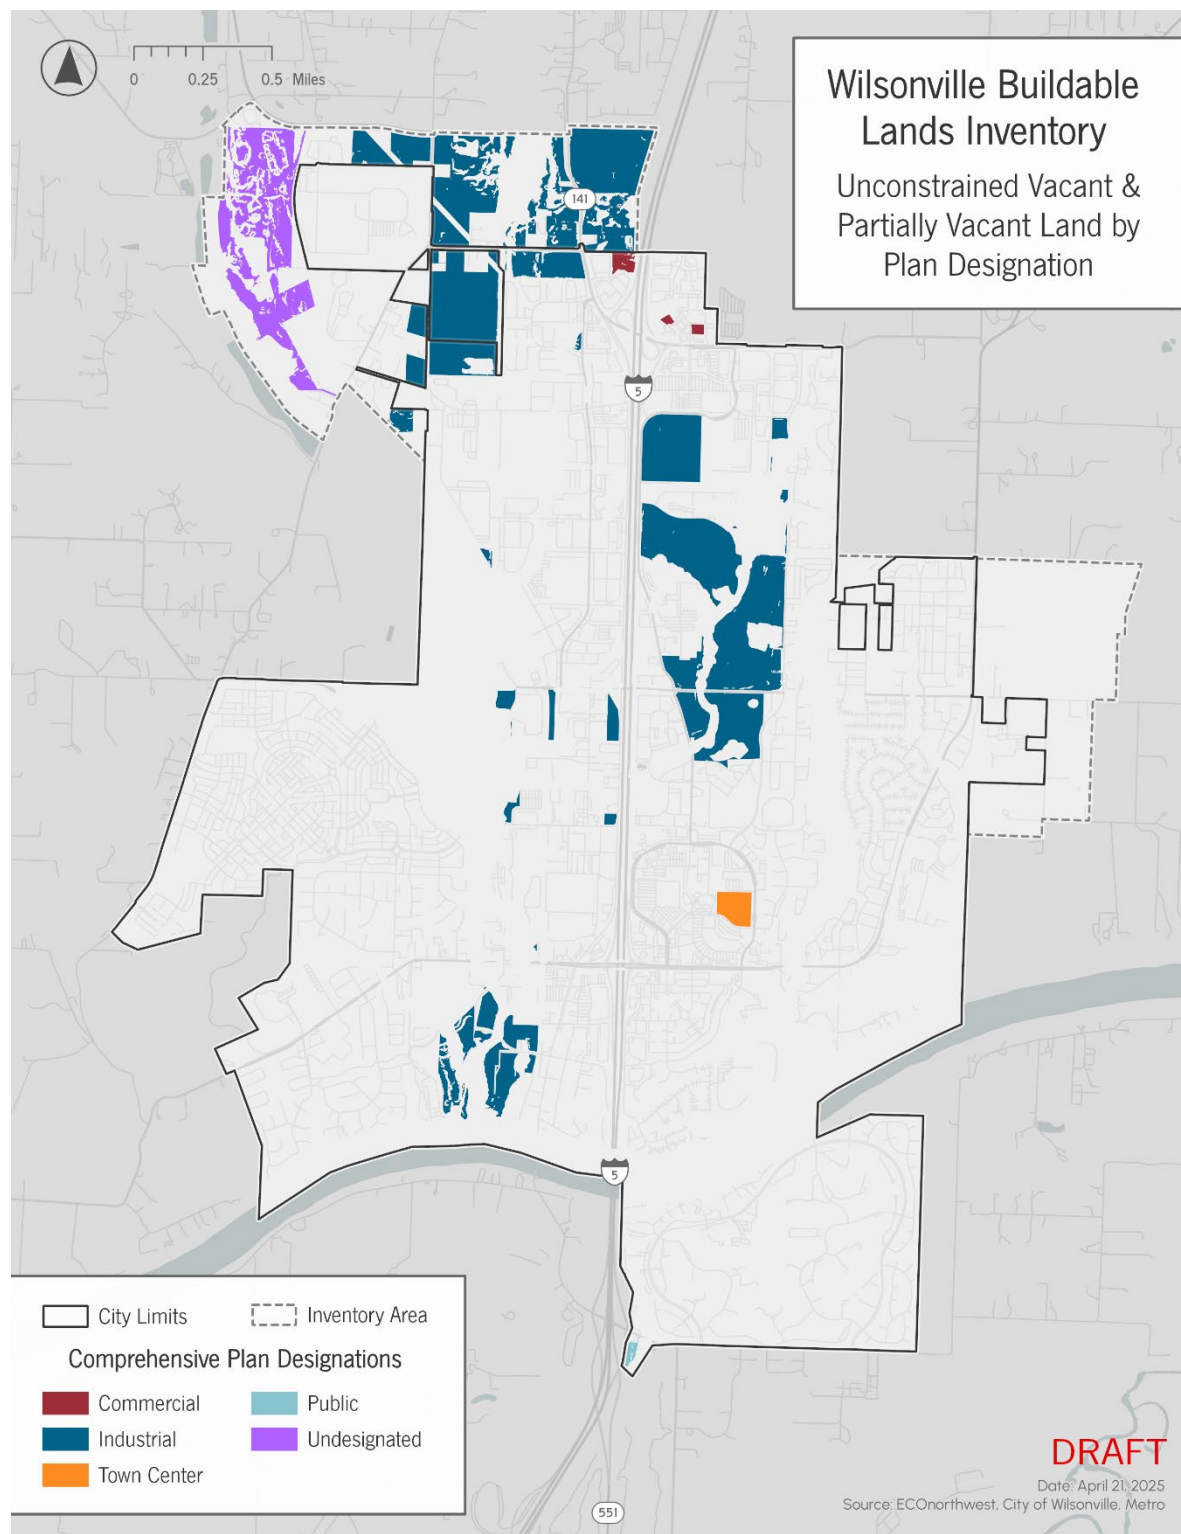 0 0.25 0.5 Miles
Wilsonville Buildable
Lands Inventory
Unconstrained Vacant &
Partially Vacant Land by
Plan Designation
141
5
5
City Limits
Inventory Area
Comprehensive Plan Designations
Commercial
Public
Industrial
Undesignated
Town Center
551
DRAFT
Date: April 21, 2025
Source: ECOnorthwest, City of Wilsonville, Metro